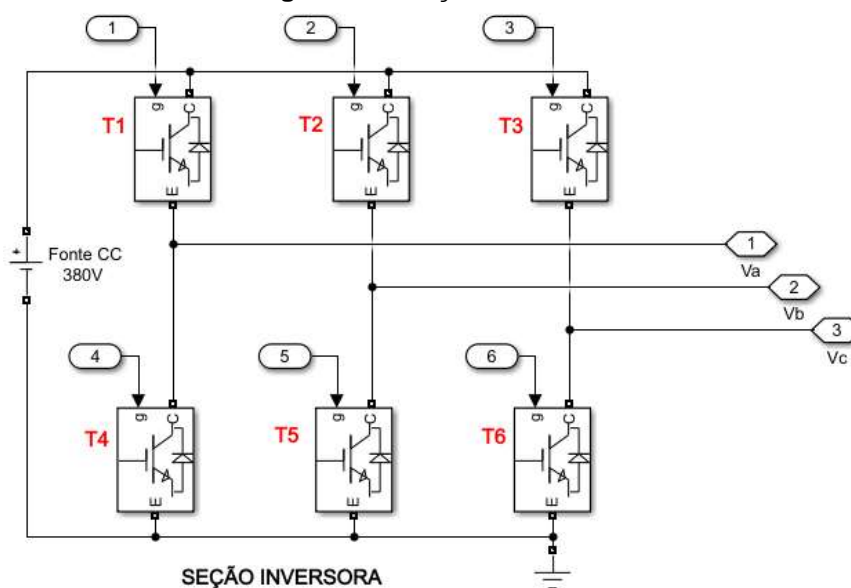 1
2
3
g
C
T1
E
g
C
T2
E
g
C
T3
E
+
Fonte CC
380V
1
Va
2
Vb
3
Vc
4
5
6
g
C
T4
E
g
C
T5
E
g
C
T6
E
SEÇÃO INVERSORA